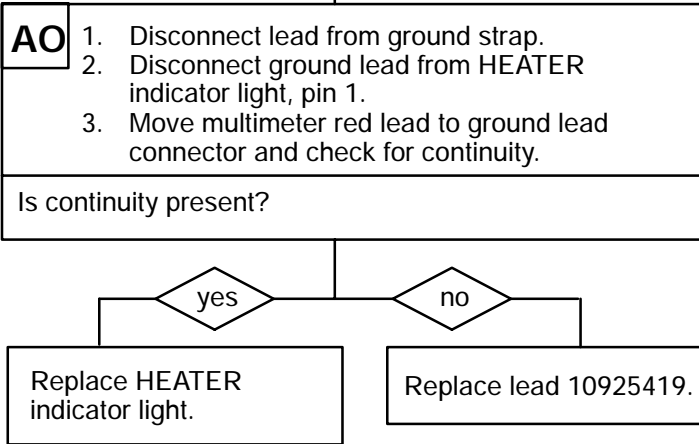 AO
1. Disconnect lead from ground strap.
2. Disconnect ground lead from HEATER
indicator light, pin 1.
3. Move multimeter red lead to ground lead
connector and check for continuity.
Is continuity present?
yes
no
Replace HEATER
indicator light.
Replace lead 10925419.